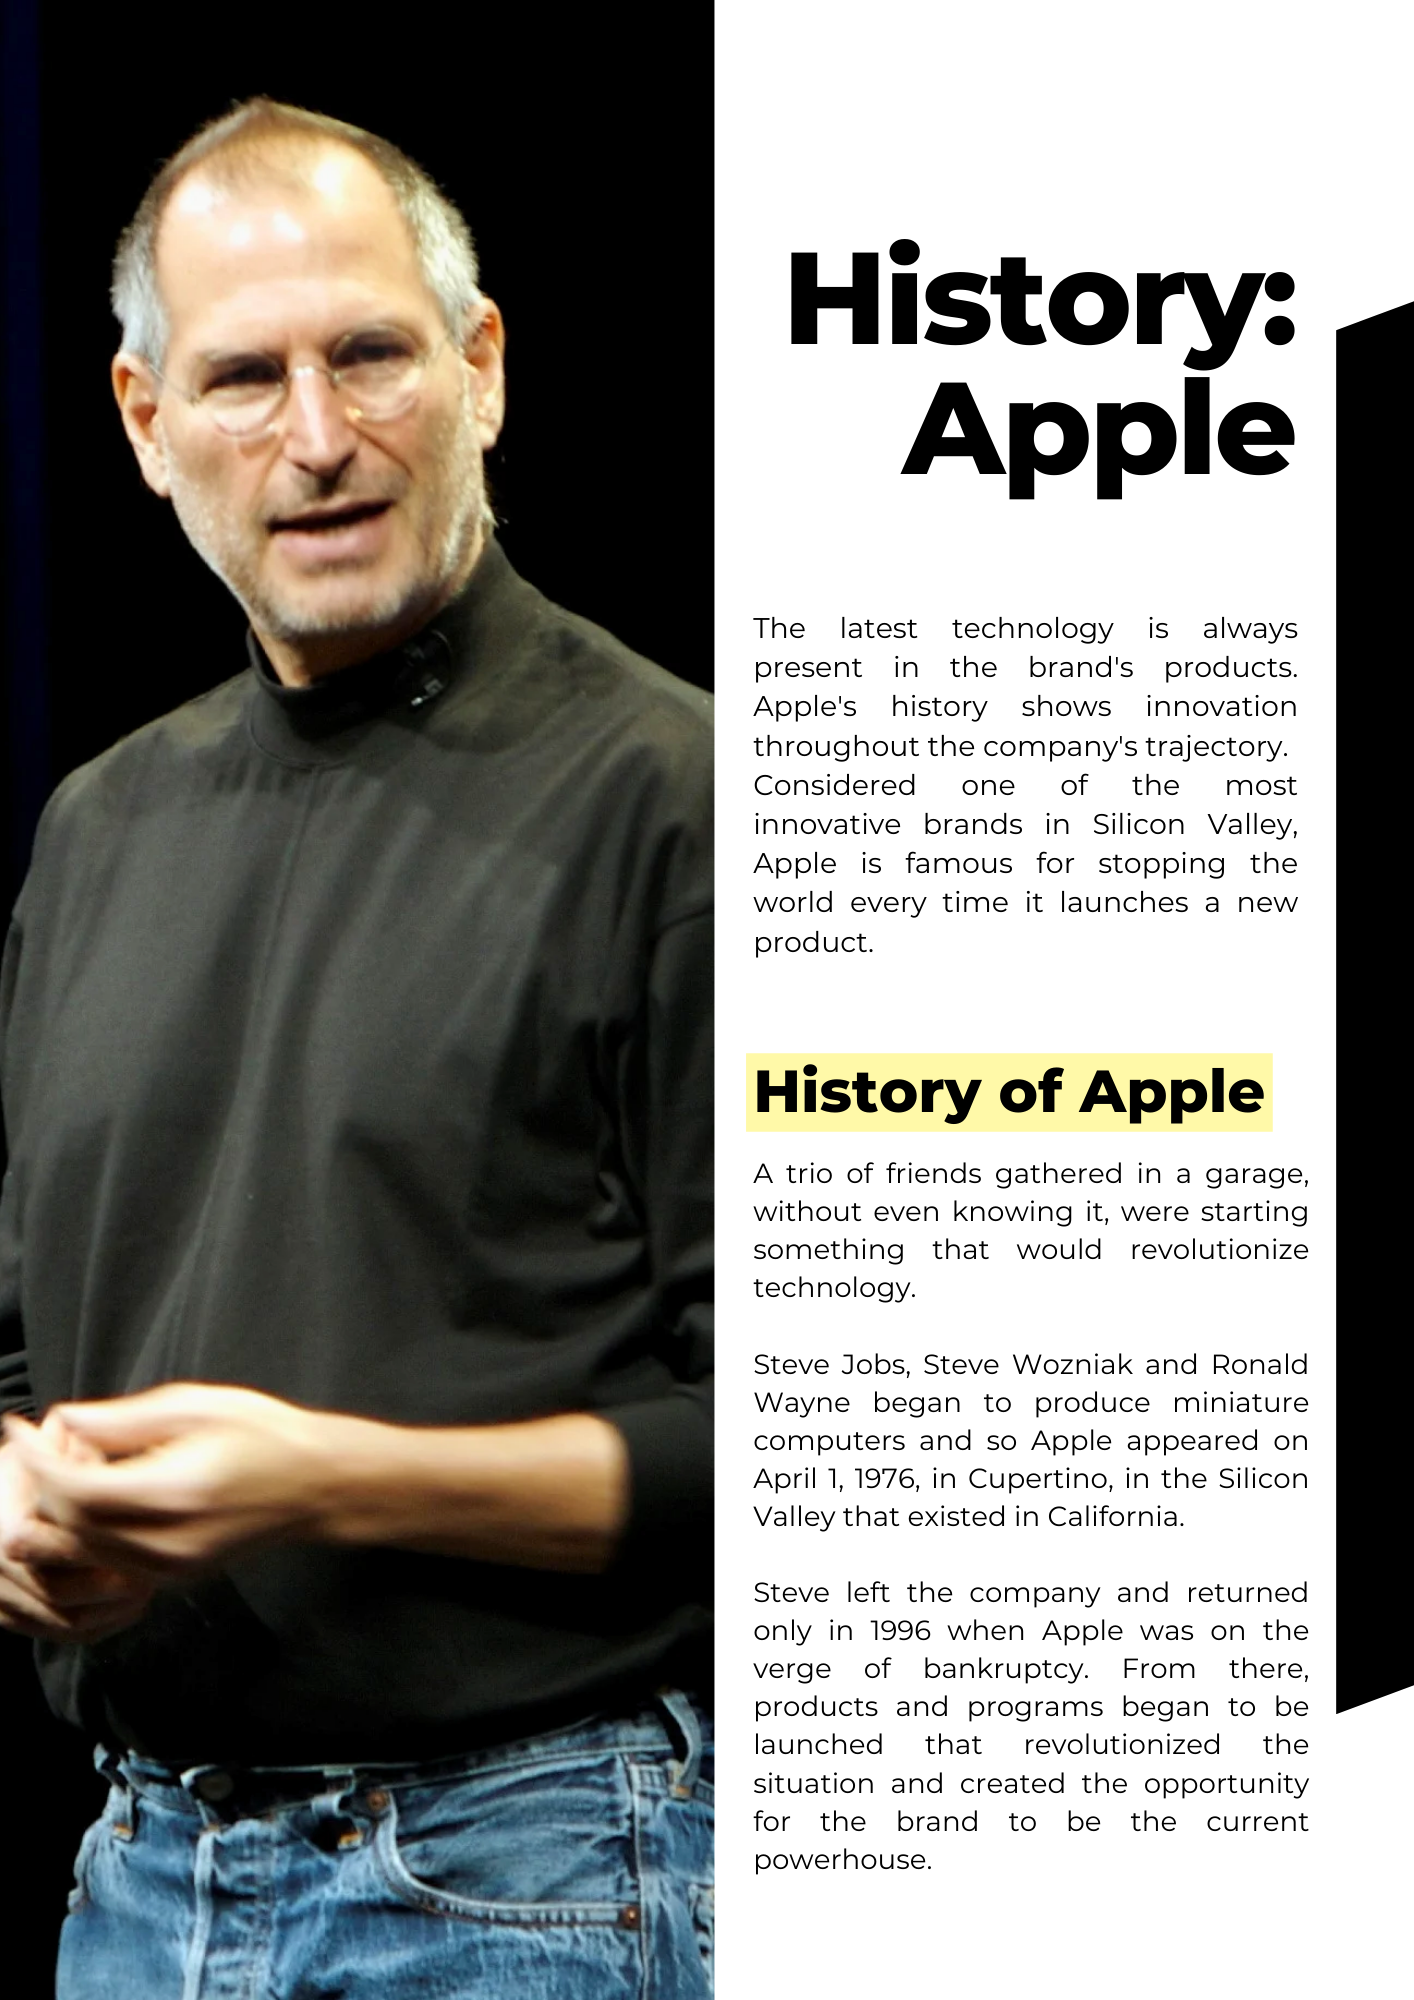 History:
Apple
The latest technology is always
present in the brand's products.
Apple's history shows innovation
throughout the company's trajectory.
Considered one of the most
innovative brands in Silicon Valley,
Apple is famous for stopping the
world every time it launches a new
product.
History of Apple
A trio of friends gathered in a garage,
without even knowing it, were starting
something that would revolutionize
technology.
Steve Jobs, Steve Wozniak and Ronald
Wayne began to produce miniature
computers and so Apple appeared on
April 1, 1976, in Cupertino, in the Silicon
Valley that existed in California.
Steve left the company and returned
only in 1996 when Apple was on the
verge of bankruptcy. From there,
products and programs began to be
launched that revolutionized the
situation and created the opportunity
for the brand to be the current
powerhouse.